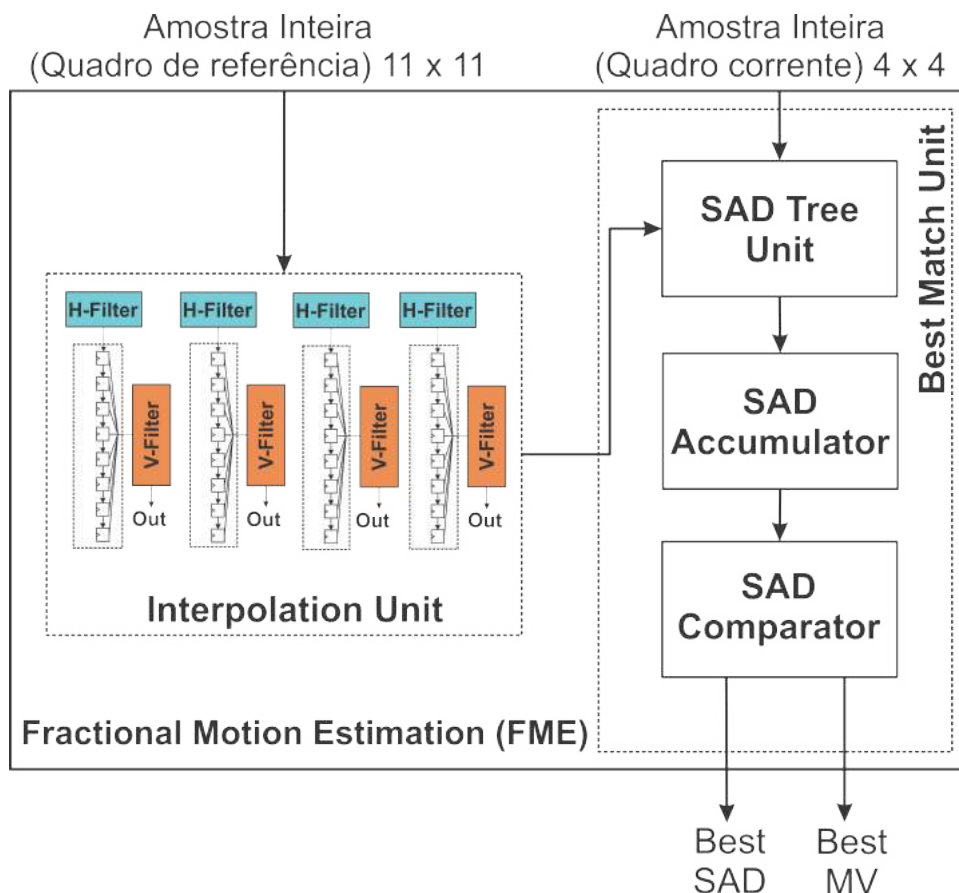 Amostra Inteira
(Quadro de referência) 11 x 11
Amostra Inteira
(Quadro corrente) 4 x 4
H-Filter
H-Filter
H-Filter
H-Filter
V-Filter
V-Filter
V-Filter
V-Filter
Out
Out
Out
Out
Interpolation Unit
Fractional Motion Estimation (FME)
Best Match Unit
SAD Tree
Unit
SAD
Accumulator
SAD
Comparator
Best
SAD
Best
MV